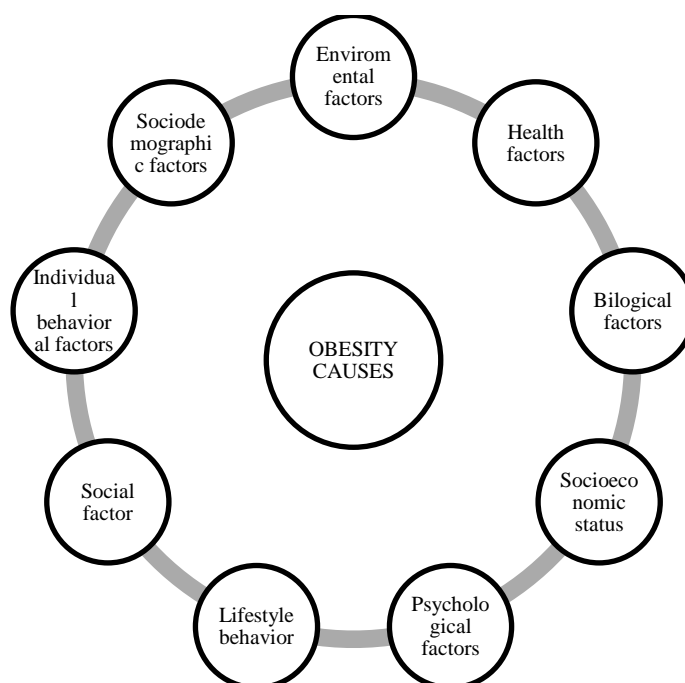 Envirom
ental
factors
Health
factors
Bilogical
factors
Socioeco
nomic
status
Psycholo
gical
factors
Lifestyle
behavior
Social
factor
Individua
l
behavior
al factors
Sociode
mographi
c factors
OBESITY
CAUSES